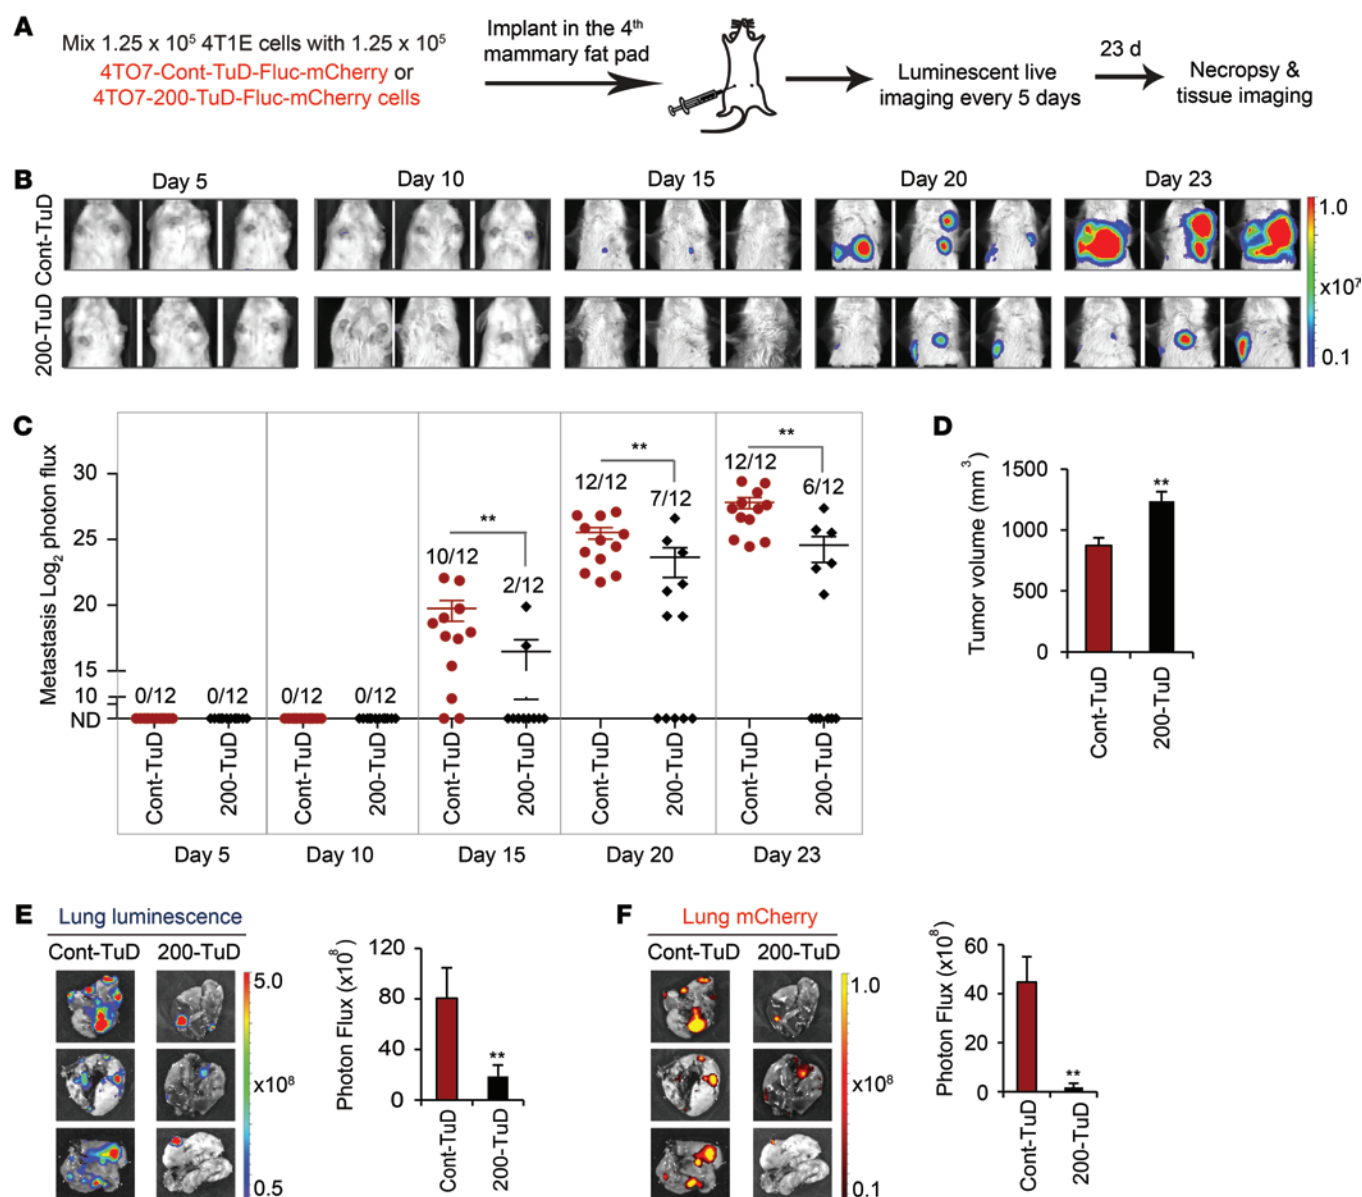 A
Mix 1.25 x 10⁵ 4T1E cells with 1.25 x 10⁵
4TO7-Cont-TuD-Fluc-mCherry or
4TO7-200-TuD-Fluc-mCherry cells
Implant in the 4th
mammary fat pad
Luminescent live
imaging every 5 days
23 d
Necropsy &
tissue imaging
B
Day 5
Day 10
Day 15
Day 20
Day 23
Cont-TuD
200-TuD
1.0
x10⁷
0.1
C
Metastasis Log₂ photon flux
30
25
20
15
10
ND
0/12
0/12
0/12
0/12
10/12
**
2/12
12/12
**
7/12
12/12
**
6/12
Cont-TuD
200-TuD
Cont-TuD
200-TuD
Cont-TuD
200-TuD
Cont-TuD
200-TuD
Cont-TuD
200-TuD
Day 5
Day 10
Day 15
Day 20
Day 23
D
Tumor volume (mm³)
1500
1000
500
0
**
Cont-TuD
200-TuD
E
Lung luminescence
Cont-TuD
200-TuD
5.0
x10⁸
0.5
Photon Flux (x10⁸)
120
80
40
0
**
Cont-TuD
200-TuD
F
Lung mCherry
Cont-TuD
200-TuD
1.0
x10⁸
0.1
Photon Flux (x10⁸)
60
40
20
0
**
Cont-TuD
200-TuD